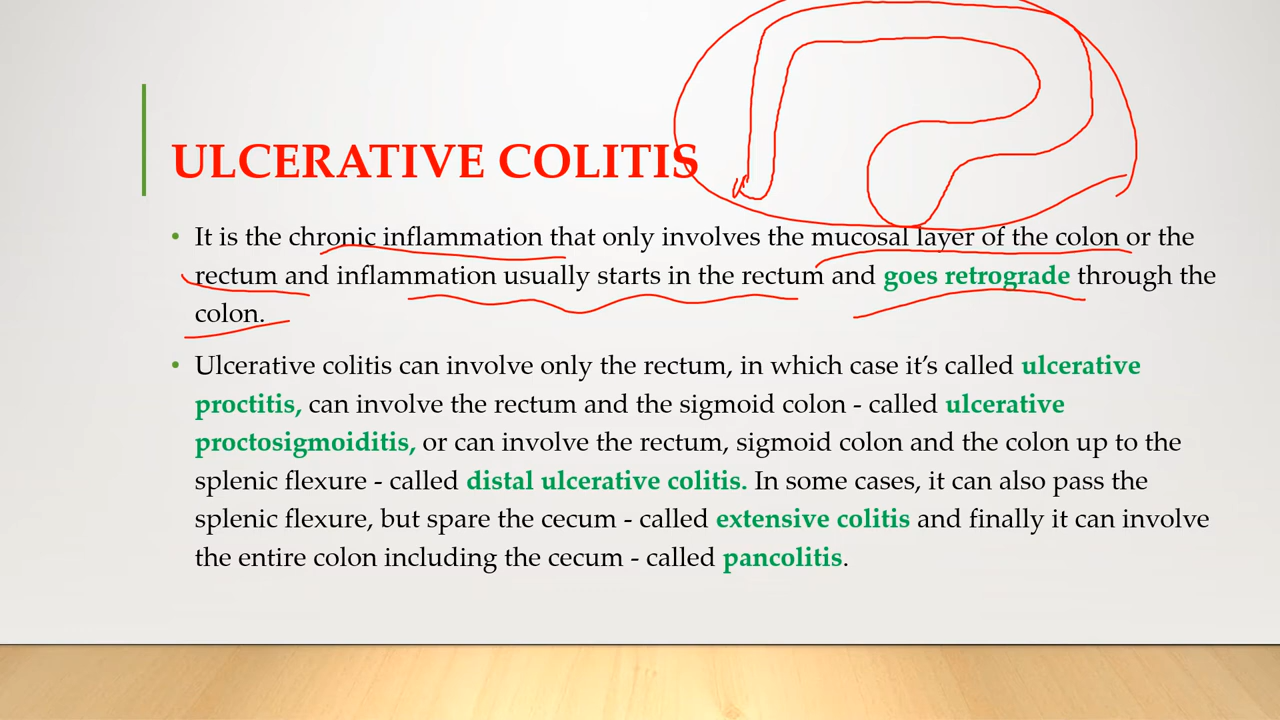 ULCERATIVE COLITIS
• It is the chronic inflammation that only involves the mucosal layer of the colon or the
rectum and inflammation usually starts in the rectum and goes retrograde through the
colon.
• Ulcerative colitis can involve only the rectum, in which case it’s called ulcerative
proctitis, can involve the rectum and the sigmoid colon - called ulcerative
proctosigmoiditis, or can involve the rectum, sigmoid colon and the colon up to the
splenic flexure - called distal ulcerative colitis. In some cases, it can also pass the
splenic flexure, but spare the cecum - called extensive colitis and finally it can involve
the entire colon including the cecum - called pancolitis.